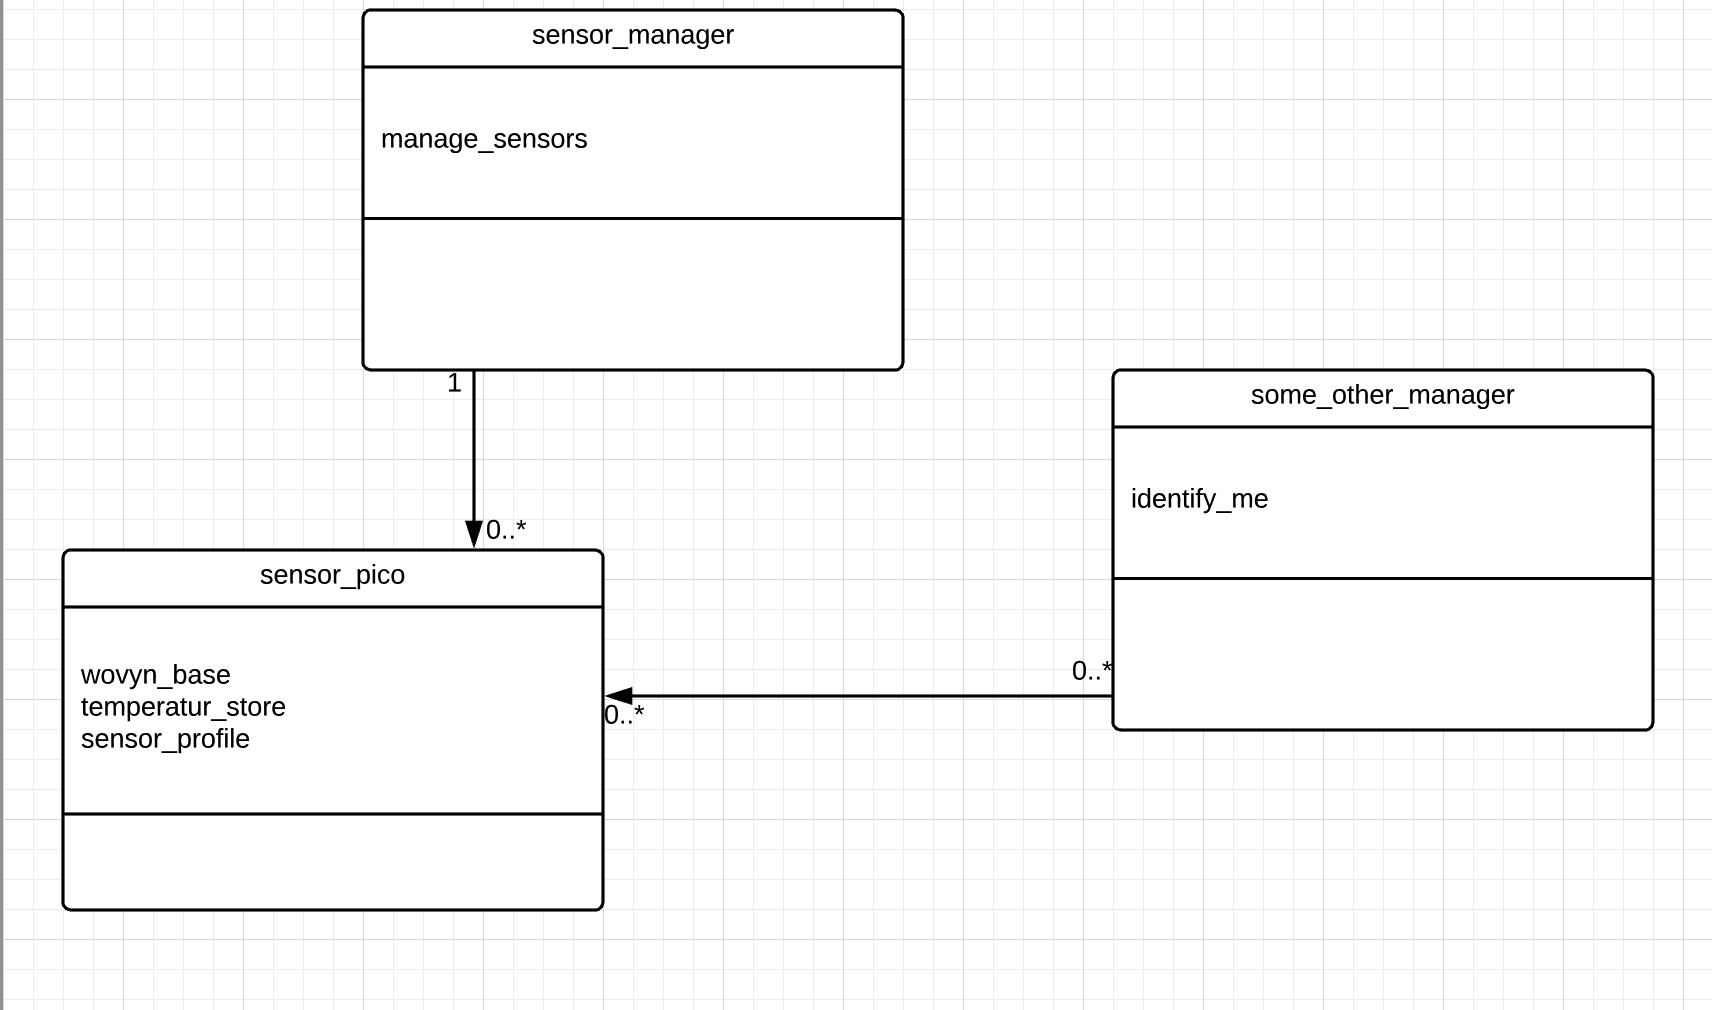 sensor_manager
manage_sensors
1
0..*
sensor_pico
wovyn_base
temperatur_store
sensor_profile
0..*
0..*
some_other_manager
identify_me